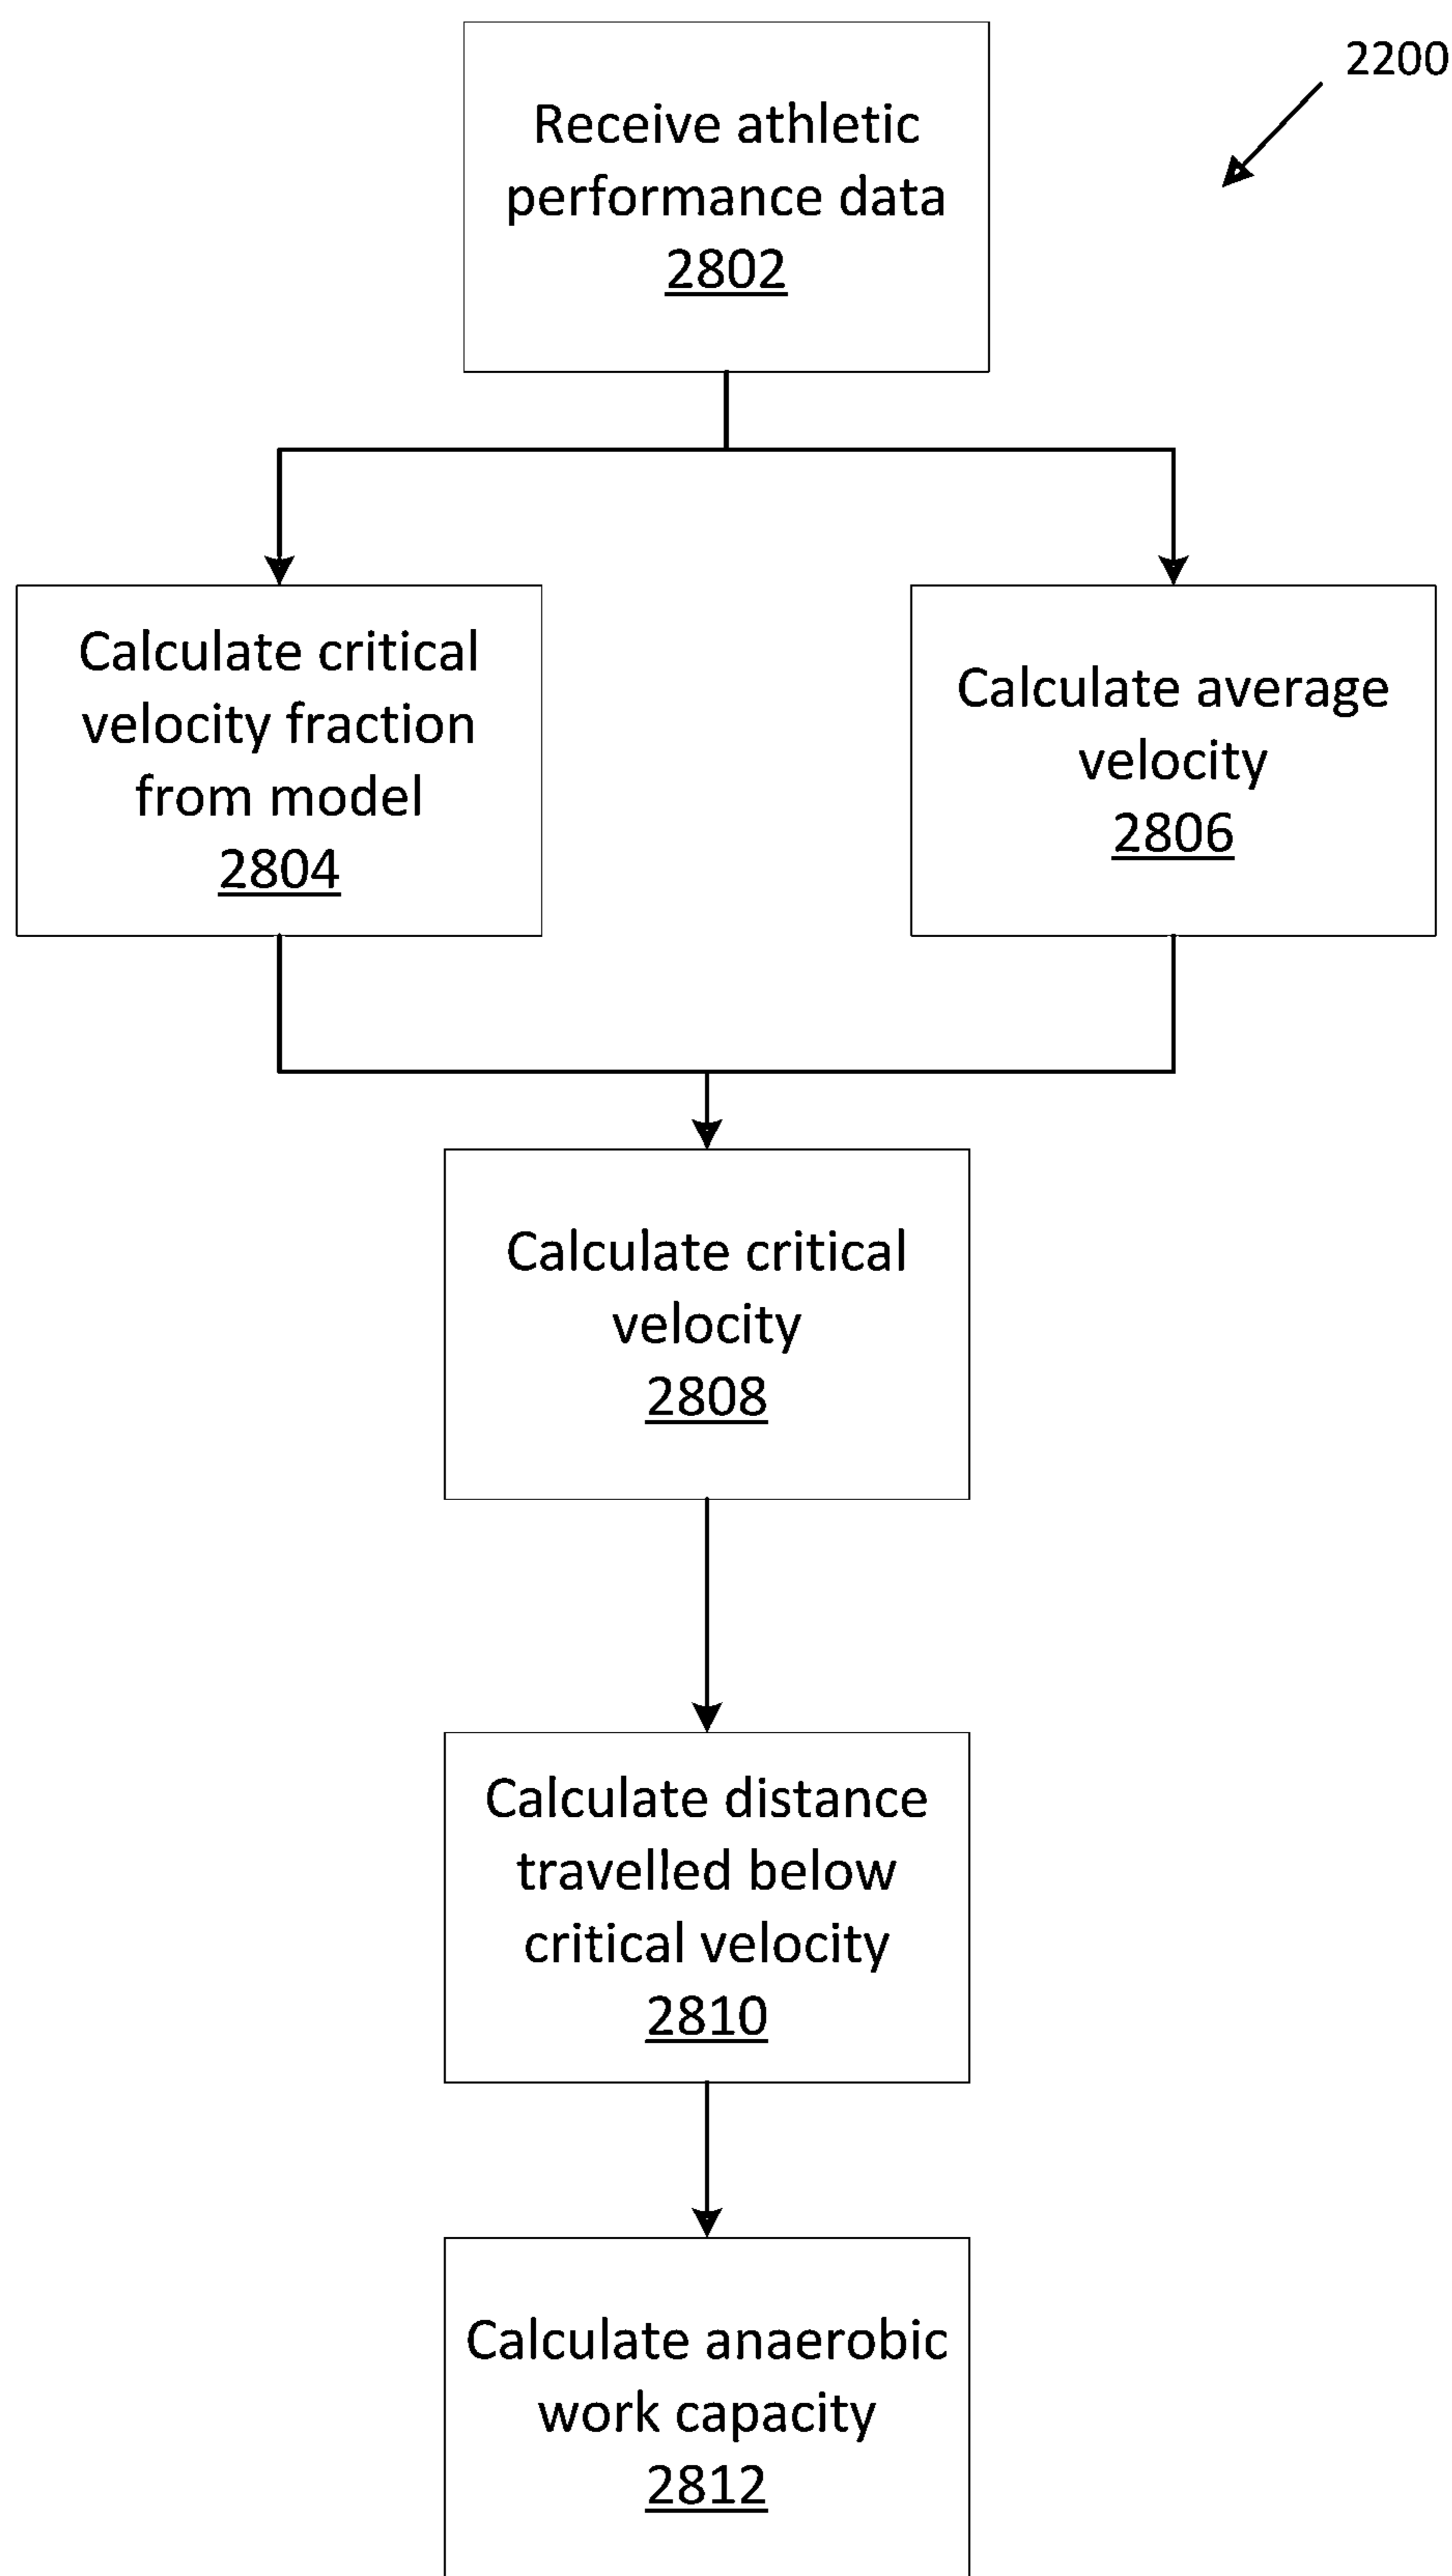 2200
Receive athletic
performance data
2802
Calculate critical
velocity fraction
from model
2804
Calculate average
velocity
2806
Calculate critical
velocity
2808
Calculate distance
travelled below
critical velocity
2810
Calculate anaerobic
work capacity
2812